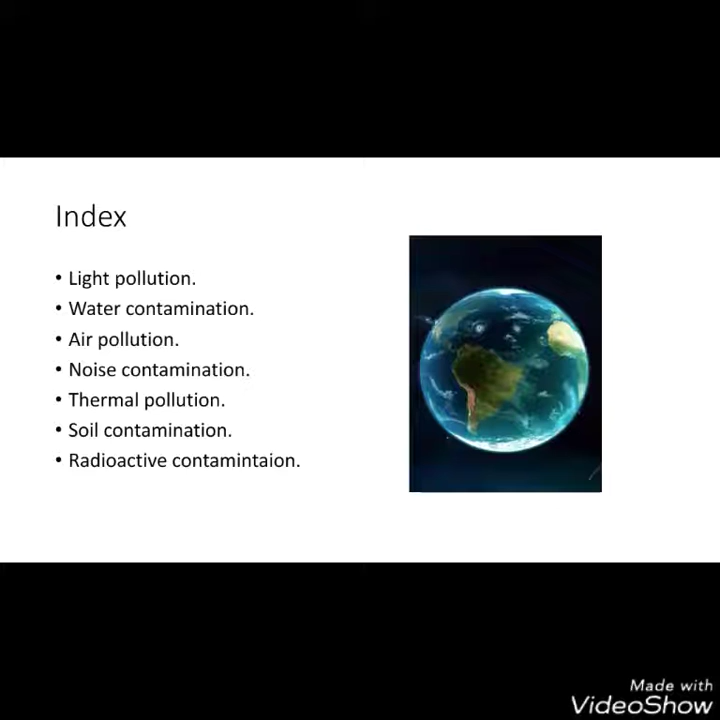 Index
• Light pollution.
• Water contamination.
• Air pollution.
• Noise contamination.
• Thermal pollution.
• Soil contamination.
• Radioactive contamintaion.
Made with
VideoShow